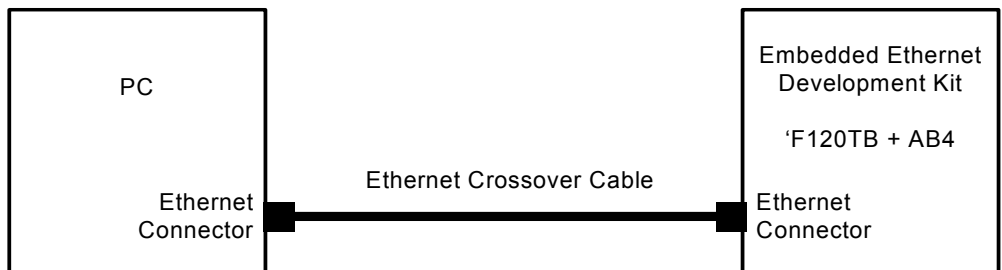 PC
Ethernet
Connector
Ethernet Crossover Cable
Embedded Ethernet
Development Kit
‘F120TB + AB4
Ethernet
Connector